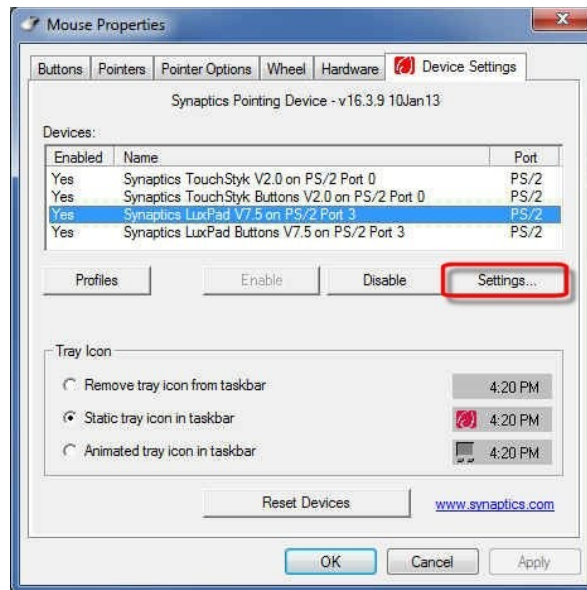 Mouse Properties
Buttons Pointers Pointer Options Wheel Hardware Device Settings
Synaptics Pointing Device - v16.3.9 10Jan13
Devices:
Enabled Name Port
Yes Synaptics TouchStyk V2.0 on PS/2 Port 0 PS/2
Yes Synaptics TouchStyk Buttons V2.0 on PS/2 Port 0 PS/2
Yes Synaptics LuxPad V7.5 on PS/2 Port 3 PS/2
Yes Synaptics LuxPad Buttons V7.5 on PS/2 Port 3 PS/2
Profiles Enable Disable Settings...
Tray Icon
Remove tray icon from taskbar 4:20 PM
Static tray icon in taskbar 4:20 PM
Animated tray icon in taskbar 4:20 PM
Reset Devices www.synaptics.com
OK Cancel Apply